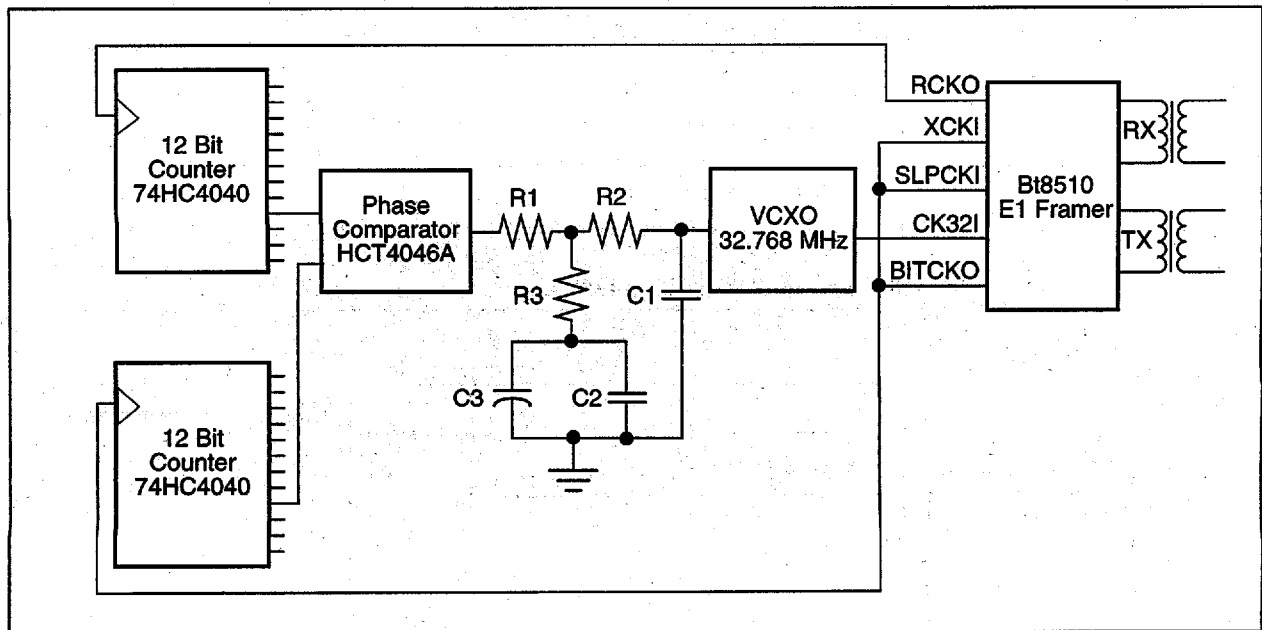 12 Bit
Counter
74HC4040
Phase
Comparator
HCT4046A
R1
R2
R3
C1
C3
C2
VCXO
32.768 MHz
RCKO
XCKI
SLPCKI
CK32I
BITCKO
Bt8510
E1 Framer
RX
TX
12 Bit
Counter
74HC4040